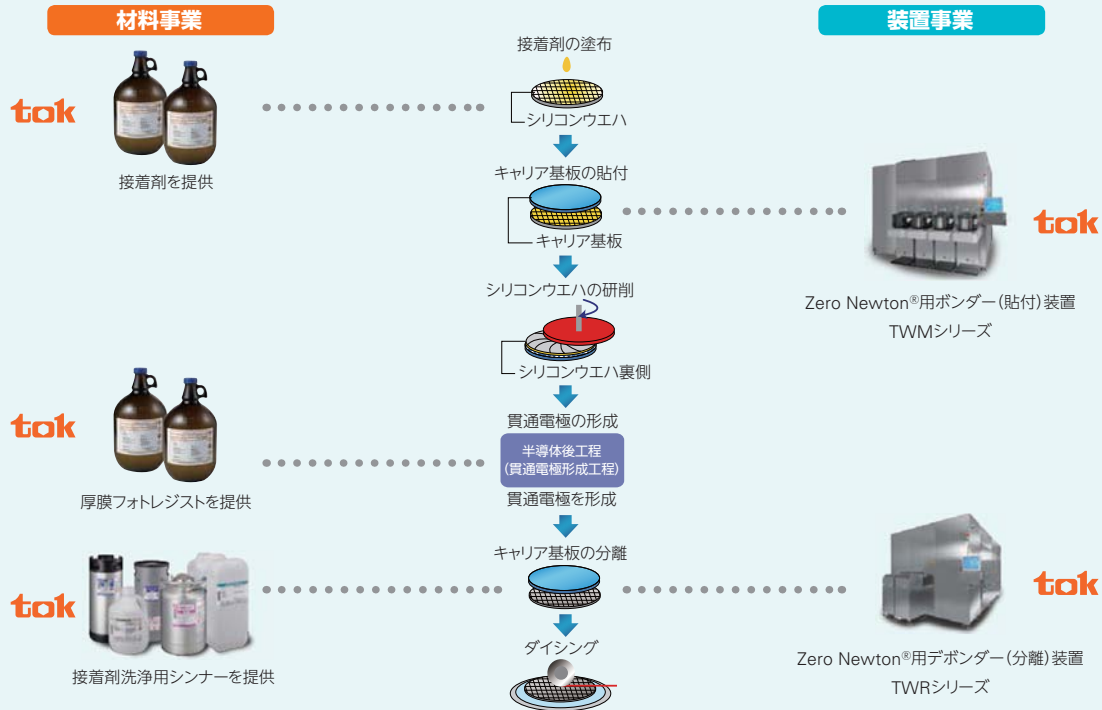 材料事業
装置事業
接着剤の塗布
tok
シリコンウエハ
接着剤を提供
キャリア基板の貼付
tok
キャリア基板
シリコンウエハの研削
Zero Newton®用ボンダー(貼付)装置
TWMシリーズ
シリコンウエハ裏側
貫通電極の形成
tok
半導体後工程
(貫通電極形成工程)
厚膜フォトレジストを提供
貫通電極を形成
キャリア基板の分離
tok
tok
ダイシング
接着剤洗浄用シンナーを提供
Zero Newton®用デボンダー(分離)装置
TWRシリーズ